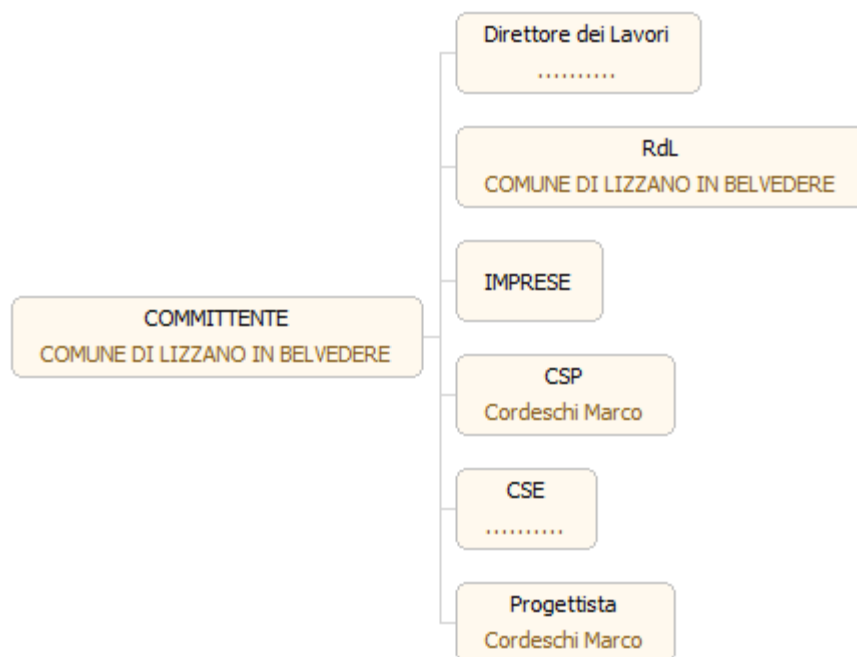 Direttore dei Lavori
..........
RdL
COMUNE DI LIZZANO IN BELVEDERE
IMPRESE
COMMITTENTE
COMUNE DI LIZZANO IN BELVEDERE
CSP
Cordeschi Marco
CSE
..........
Progettista
Cordeschi Marco